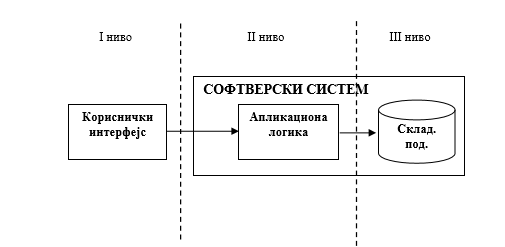 I ниво
II ниво
III ниво
СОФТВЕРСКИ СИСТЕМ
Кориснички
интерфејс
Апликациона
логика
Склад.
под.